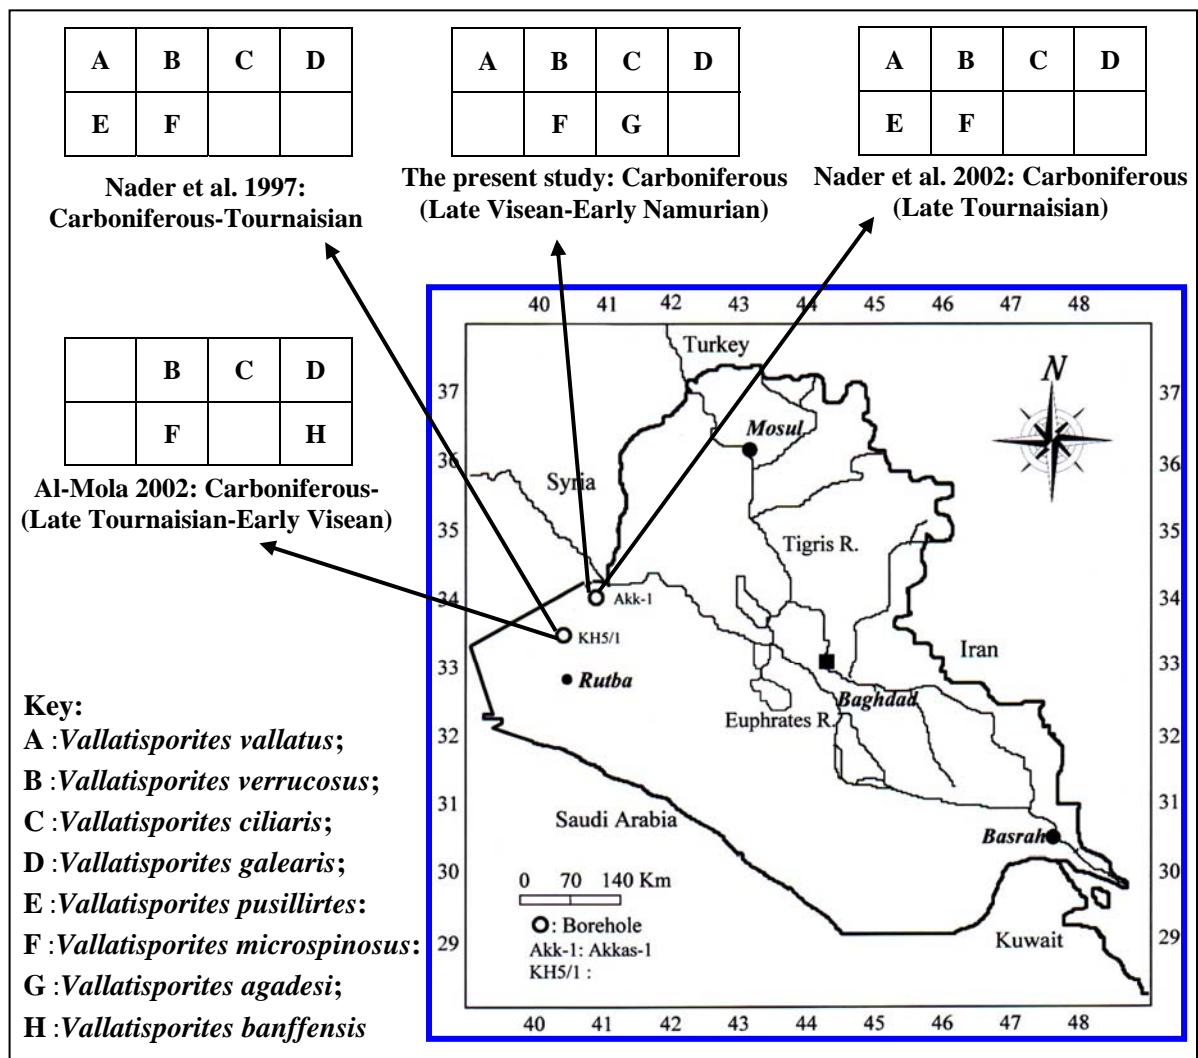 A B C D
E F
Nader et al. 1997:
Carboniferous-Tournaisian
A B C D
F G
The present study: Carboniferous
(Late Visean-Early Namurian)
A B C D
E F
Nader et al. 2002: Carboniferous
(Late Tournaisian)
B C D
F H
Al-Mola 2002: Carboniferous-
(Late Tournaisian-Early Visean)
40 41 42 43 44 45 46 47 48
Turkey
37 37
N
Mosul
36 36
Syria
35 35
Tigris R.
34 34
Akk-1
KH5/1
Iran
33 33
Rutba
Baghdad
Euphrates R.
32 32
31 31
Saudi Arabia
Basrah
30 30
0 70 140 Km
O: Borehole
Akk-1: Akkas-1
KH5/1 :
Kuwait
29 29
40 41 42 43 44 45 46 47 48
Key:
A :Vallatisporites vallatus;
B :Vallatisporites verrucosus;
C :Vallatisporites ciliaris;
D :Vallatisporites galearis;
E :Vallatisporites pusillirtes:
F :Vallatisporites microspinosus:
G :Vallatisporites agadesi;
H :Vallatisporites banffensis